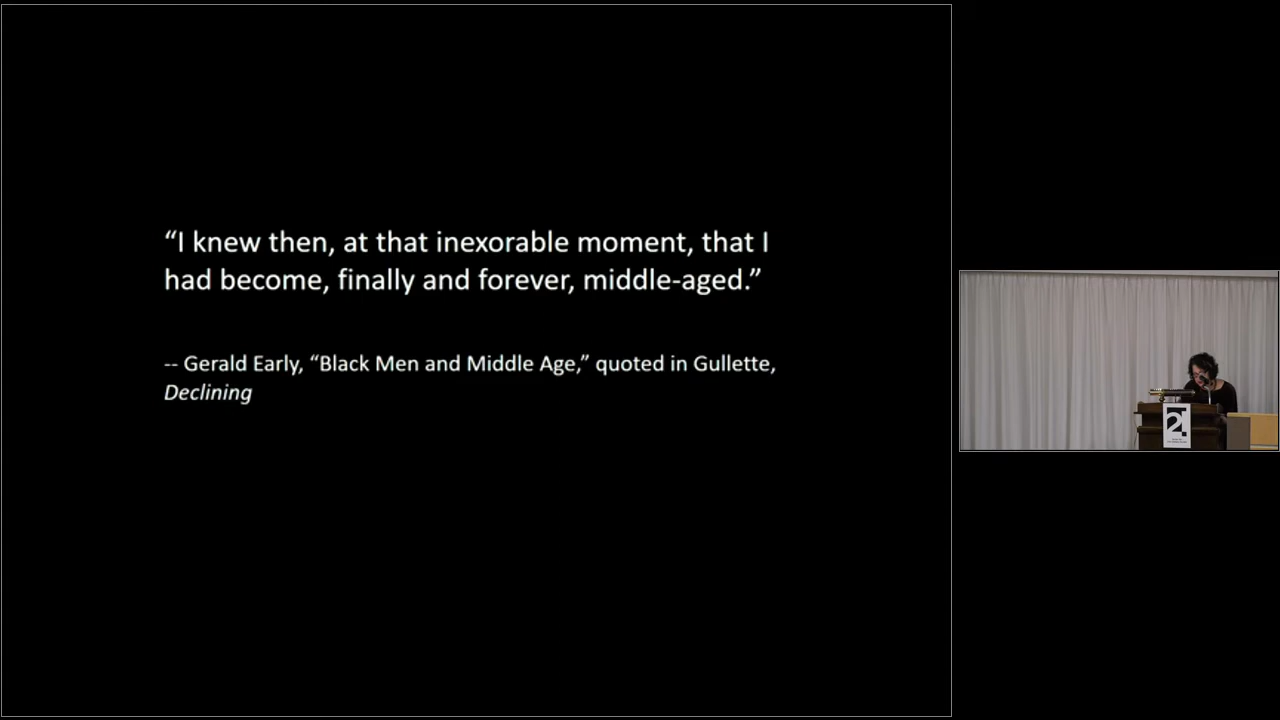 “I knew then, at that inexorable moment, that I
had become, finally and forever, middle-aged.”
-- Gerald Early, “Black Men and Middle Age,” quoted in Gullette,
Declining
2